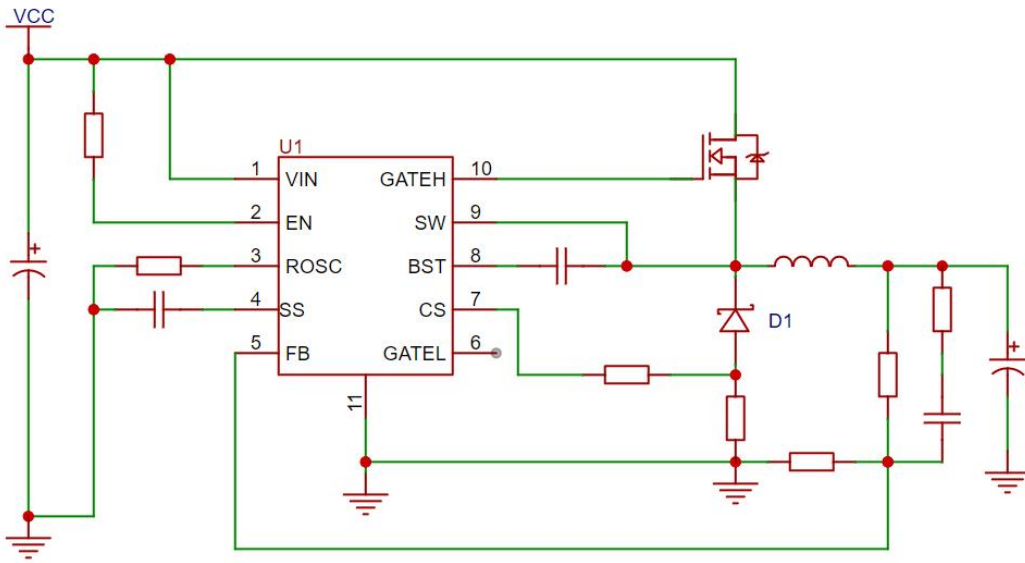 VCC
U1
1 VIN GATEH 10
2 EN SW 9
3 ROSC BST 8
4 SS CS 7
5 FB GATEL 6
11
D1
+
+